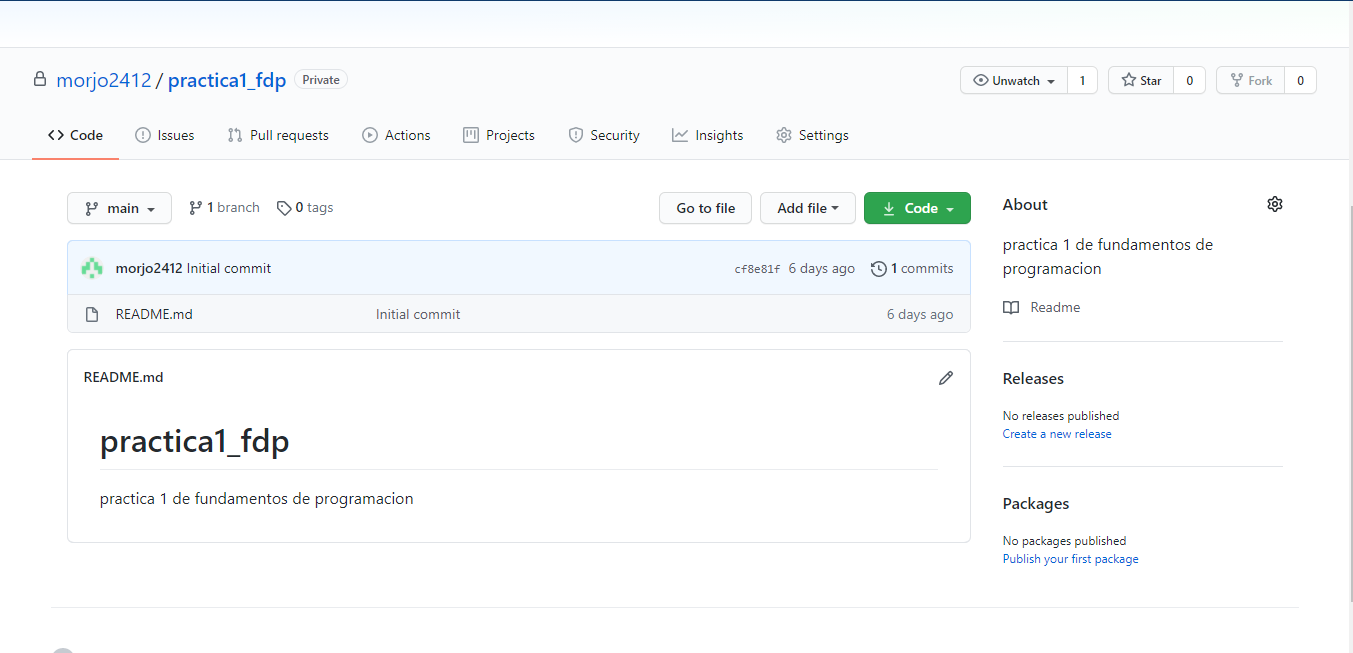 morjo2412 / practica1_fdp Private
Unwatch 1 Star 0 Fork 0
Code Issues Pull requests Actions Projects Security Insights Settings
main 1 branch 0 tags Go to file Add file Code
morjo2412 Initial commit cf8e81f 6 days ago 1 commits
README.md Initial commit 6 days ago
README.md
practica1_fdp
practica 1 de fundamentos de programacion
About
practica 1 de fundamentos de
programacion
Readme
Releases
No releases published
Create a new release
Packages
No packages published
Publish your first package